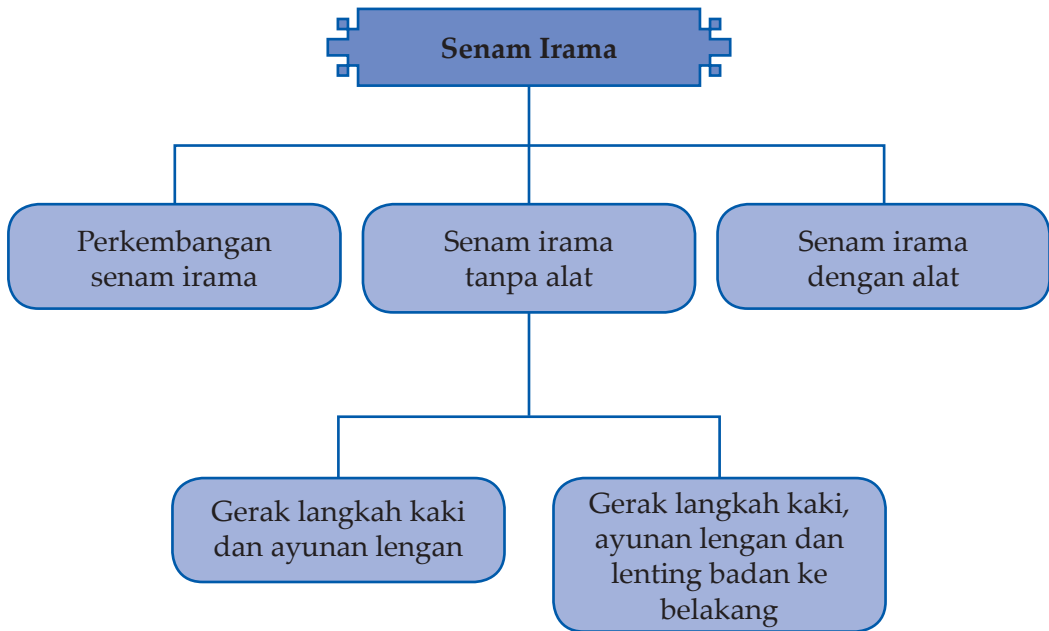 Senam Irama
Perkembangan
senam irama
Senam irama
tanpa alat
Senam irama
dengan alat
Gerak langkah kaki
dan ayunan lengan
Gerak langkah kaki,
ayunan lengan dan
lenting badan ke
belakang